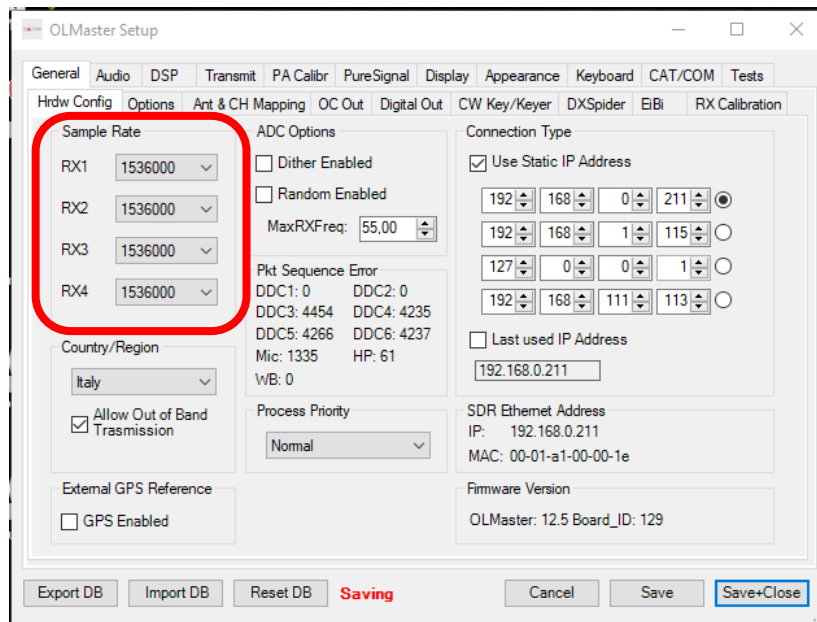 OLMaster Setup
General Audio DSP Transmit PA Calibr PureSignal Display Appearance Keyboard CAT/COM Tests
Hrdw Config Options Ant & CH Mapping OC Out Digital Out CW Key/Keyer DXSpider EiBi RX Calibration
Sample Rate
RX1 1536000
RX2 1536000
RX3 1536000
RX4 1536000
Country/Region
Italy
Allow Out of Band
Trasmission
External GPS Reference
GPS Enabled
ADC Options
Dither Enabled
Random Enabled
MaxRXFreq: 55,00
Pkt Sequence Error
DDC1: 0 DDC2: 0
DDC3: 4454 DDC4: 4235
DDC5: 4266 DDC6: 4237
Mic: 1335 HP: 61
WB: 0
Process Priority
Normal
Connection Type
Use Static IP Address
192 168 0 211
192 168 1 115
127 0 0 1
192 168 111 113
Last used IP Address
192.168.0.211
SDR Ethernet Address
IP: 192.168.0.211
MAC: 00-01-a1-00-00-1e
Firmware Version
OLMaster: 12.5 Board_ID: 129
Export DB Import DB Reset DB Saving Cancel Save Save+Close